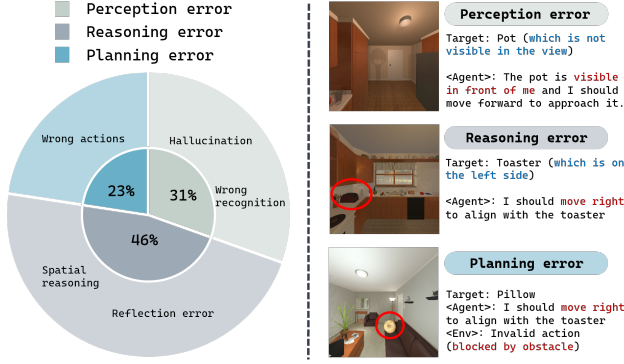 Perception error
Reasoning error
Planning error
Wrong actions
Hallucination
23%
31%
Wrong
recognition
46%
Spatial
reasoning
Reflection error
Perception error
Target: Pot (which is not
visible in the view)
<Agent>: The pot is visible
in front of me and I should
move forward to approach it.
Reasoning error
Target: Toaster (which is on
the left side)
<Agent>: I should move right
to align with the toaster
Planning error
Target: Pillow
<Agent>: I should move right
to align with the toaster
<Env>: Invalid action
(blocked by obstacle)